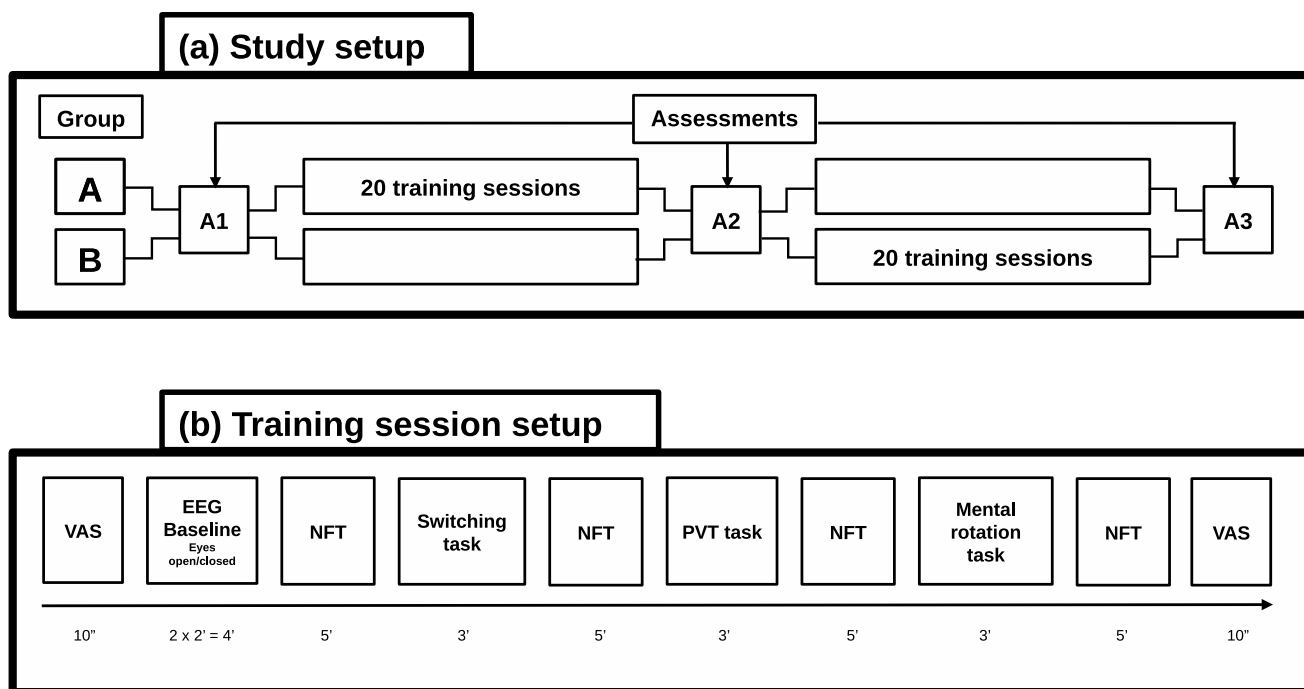 (a) Study setup
Group
Assessments
A
20 training sessions
A1
A2
A3
B
20 training sessions
(b) Training session setup
VAS
EEG
Baseline
Eyes
open/closed
NFT
Switching
task
NFT
PVT task
NFT
Mental
rotation
task
NFT
VAS
10”
2 x 2’ = 4’
5’
3’
5’
3’
5’
3’
5’
10”